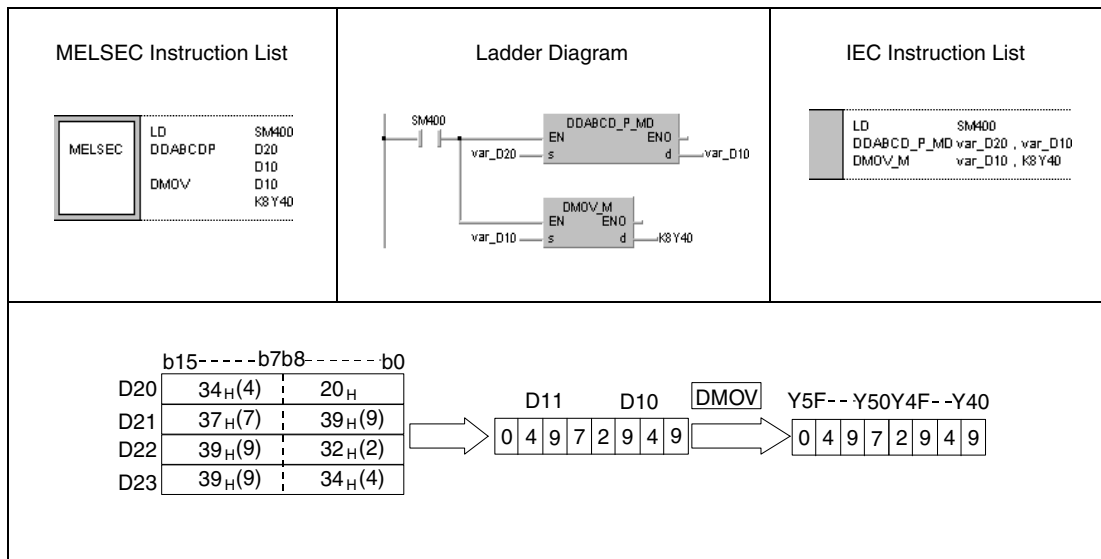 MELSEC Instruction List
Ladder Diagram
IEC Instruction List
MELSEC
LD SM400
DDABCDP D20
D10
DMOV D10
K8Y40
SM400
DDABCD_P_MD
EN ENO
var_D20 s d var_D10
DMOV_M
EN ENO
var_D10 s d K8Y40
LD SM400
DDABCD_P_MD var_D20 , var_D10
DMOV_M var_D10 , K8Y40
b15-----b7b8------b0
D20 34H(4) 20H
D21 37H(7) 39H(9)
D22 39H(9) 32H(2)
D23 39H(9) 34H(4)
D11 D10
0 4 9 7 2 9 4 9
DMOV
Y5F-- Y50Y4F--Y40
0 4 9 7 2 9 4 9